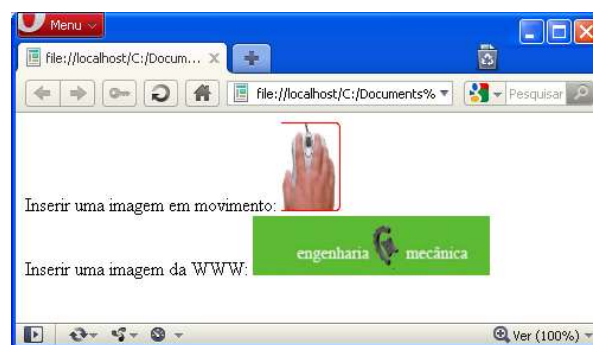 Menu
file://localhost/C:/Docum...
file://localhost/C:/Documents%
Pesquisar
Inserir uma imagem em movimento:
engenharia mecânica
Inserir uma imagem da WWW:
Ver (100%)